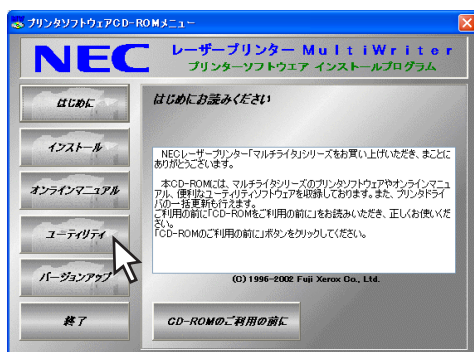 プリンタソフトウェアCD-ROMメニュー
NEC
レーザープリンター MultiWriter
プリンターソフトウエア インストールプログラム
はじめに
インストール
オンラインマニュアル
ユーティリティ
バージョンアップ
終了
はじめにお読みください
NECレーザープリンター「マルチライタ」シリーズをお買い上げいただき、まことに
ありがとございます。
本CD-ROMには、マルチライタシリーズのプリンタソフトウェアやオンラインマニュ
アル、便利なユーティリティソフトウェアを収録しております。また、プリンタドライ
バの一括更新も行えます。
ご利用の前に「CD-ROMをご利用の前に」をお読みいただき、正しくお使いくだ
さい。
「CD-ROMのご利用の前に」ボタンをクリックしてください。
(C) 1996-2002 Fuji Xerox Co., Ltd.
CD-ROMのご利用の前に